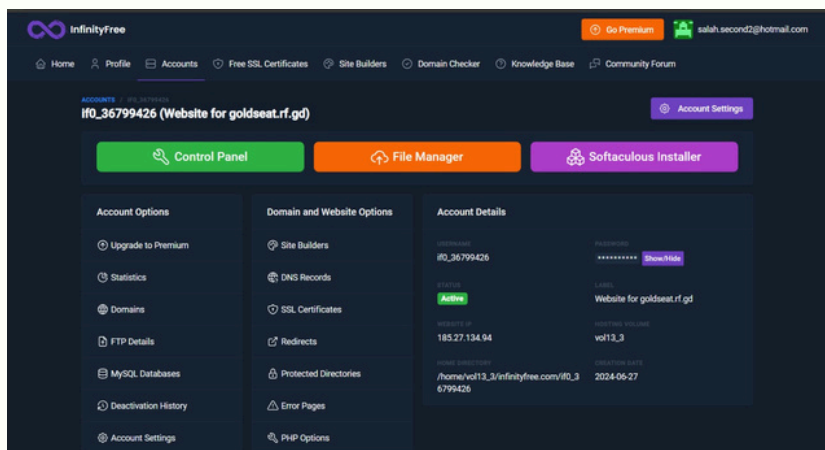 InfinityFree
Go Premium
salah.second2@hotmail.com
Home
Profile
Accounts
Free SSL Certificates
Site Builders
Domain Checker
Knowledge Base
Community Forum
ACCOUNTS / IF0_36799426
if0_36799426 (Website for goldseat.rf.gd)
Account Settings
Control Panel
File Manager
Softaculous Installer
Account Options
Upgrade to Premium
Statistics
Domains
FTP Details
MySQL Databases
Deactivation History
Account Settings
Domain and Website Options
Site Builders
DNS Records
SSL Certificates
Redirects
Protected Directories
Error Pages
PHP Options
Account Details
USERNAME
if0_36799426
PASSWORD
********** Show/Hide
STATUS
Active
LABEL
Website for goldseat.rf.gd
WEBSITE IP
185.27.134.94
HOSTING VOLUME
vol13_3
HOME DIRECTORY
/home/vol13_3/infinityfree.com/if0_3
6799426
CREATION DATE
2024-06-27